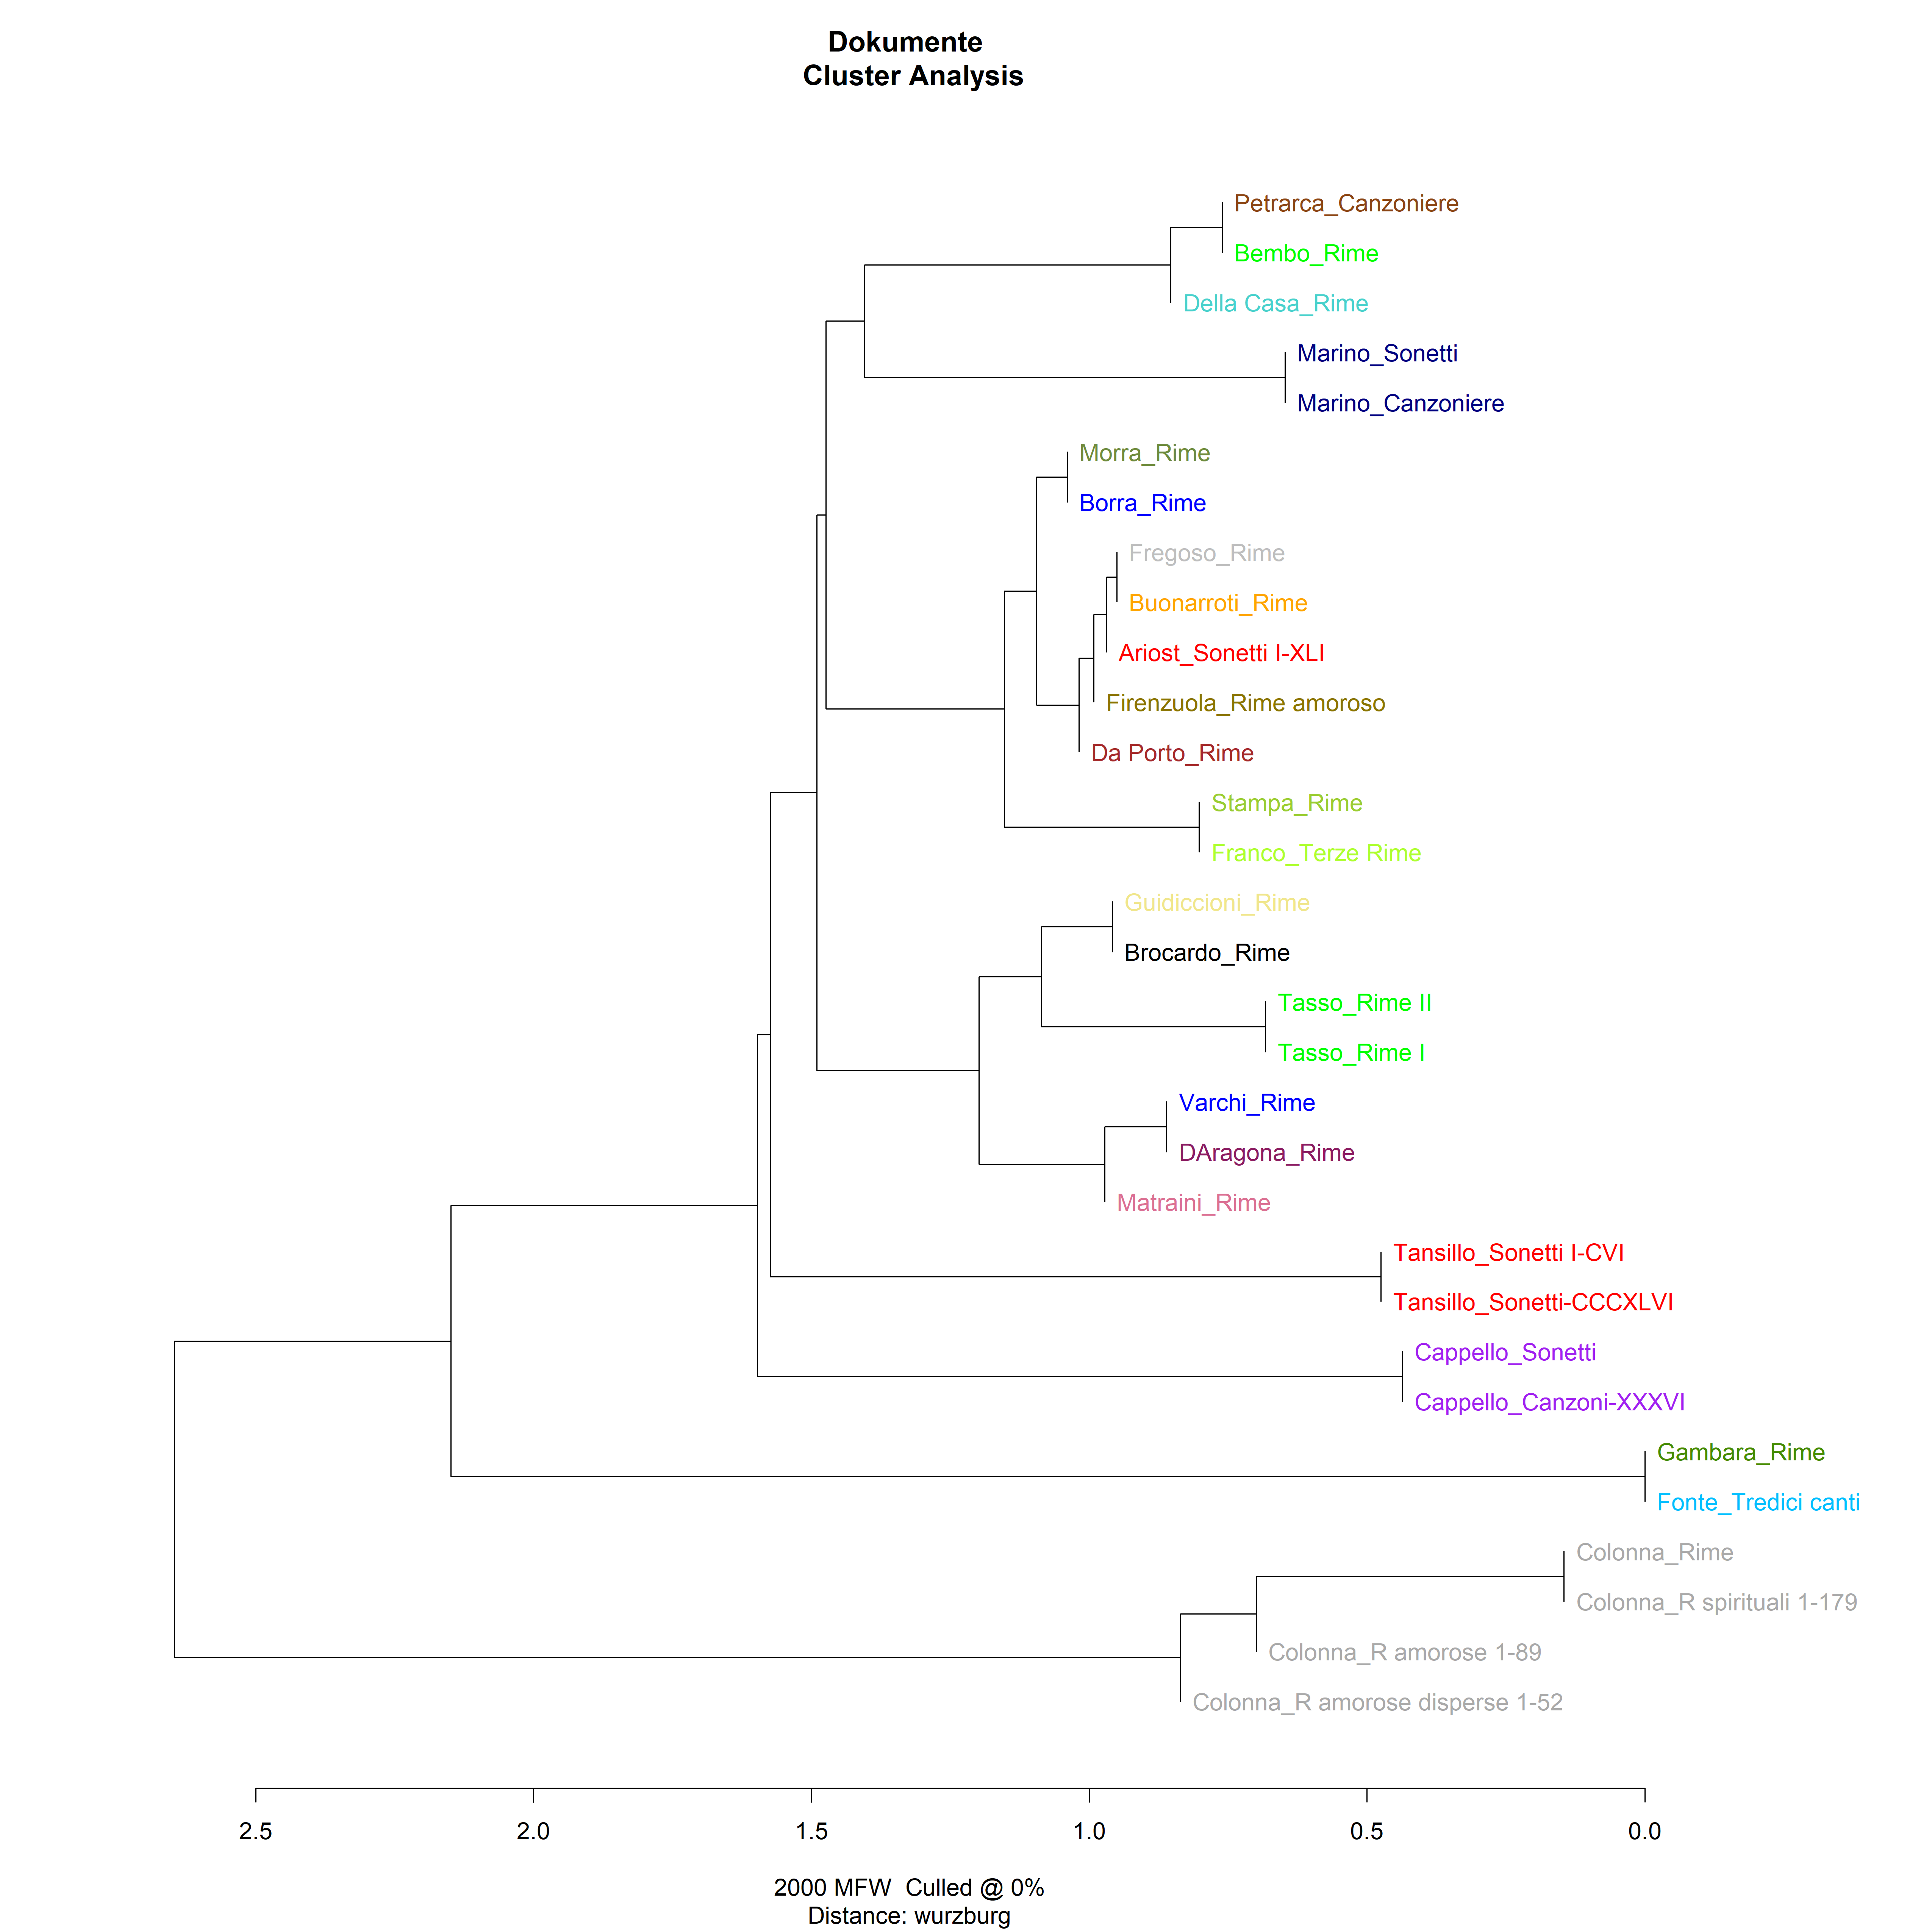 Dokumente
Cluster Analysis
Petrarca_Canzoniere
Bembo_Rime
Della Casa_Rime
Marino_Sonetti
Marino_Canzoniere
Morra_Rime
Borra_Rime
Fregoso_Rime
Buonarroti_Rime
Ariost_Sonetti I-XLI
Firenzuola_Rime amoroso
Da Porto_Rime
Stampa_Rime
Franco_Terze Rime
Guidiccioni_Rime
Brocardo_Rime
Tasso_Rime II
Tasso_Rime I
Varchi_Rime
DAragona_Rime
Matraini_Rime
Tansillo_Sonetti I-CVI
Tansillo_Sonetti-CCCXLVI
Cappello_Sonetti
Cappello_Canzoni-XXXVI
Gambara_Rime
Fonte_Tredici canti
Colonna_Rime
Colonna_R spirituali 1-179
Colonna_R amorose 1-89
Colonna_R amorose disperse 1-52
2.5 2.0 1.5 1.0 0.5 0.0
2000 MFW  Culled @ 0%
Distance: wurzburg